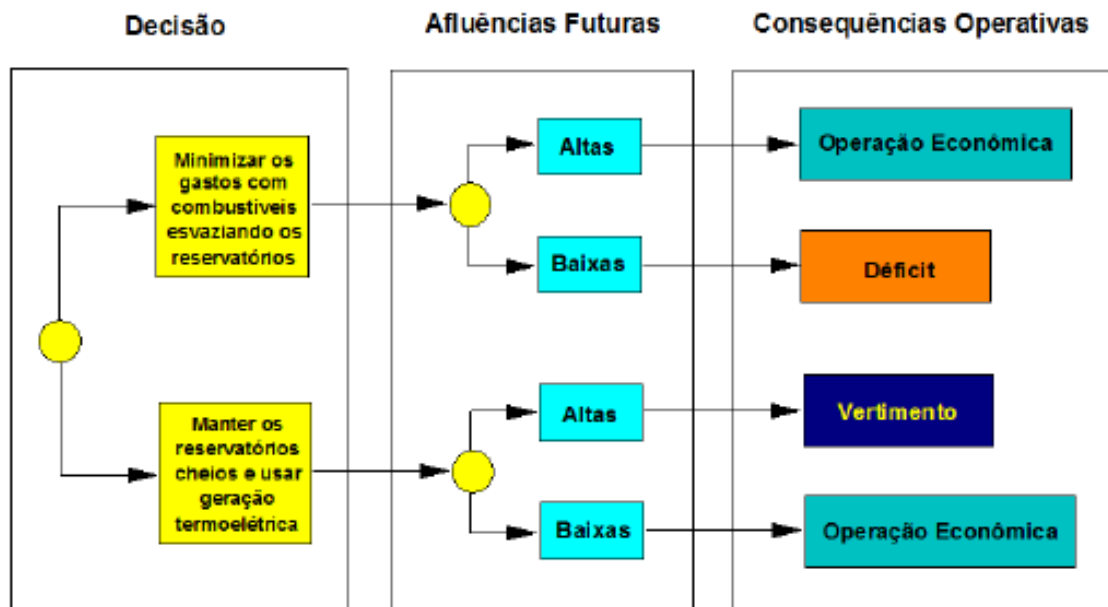 Decisão
Afluências Futuras
Consequências Operativas
Minimizar os
gastos com
combustíveis
esvaziando os
reservatórios
Altas
Operação Econômica
Baixas
Déficit
Manter os
reservatórios
cheios e usar
geração
termoelétrica
Altas
Vertimento
Baixas
Operação Econômica